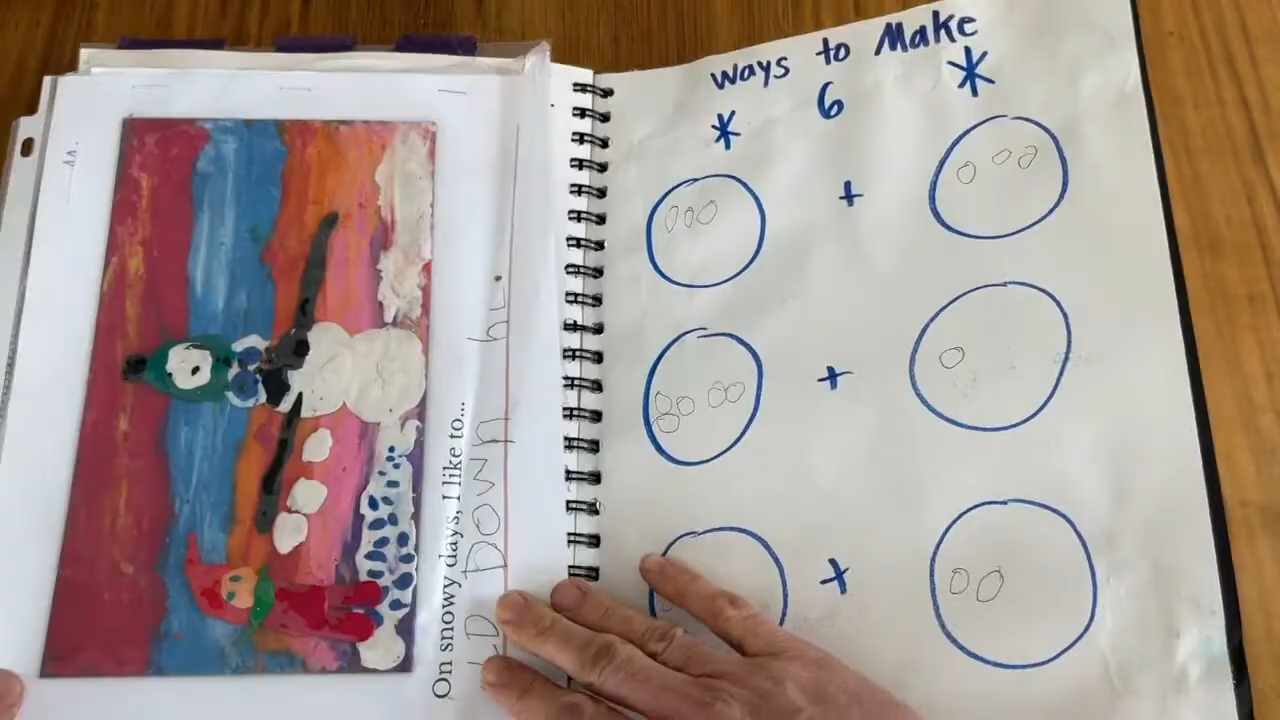 On snowy days, I like to...
DOWN
Ways to Make
6
* *
+
+
+